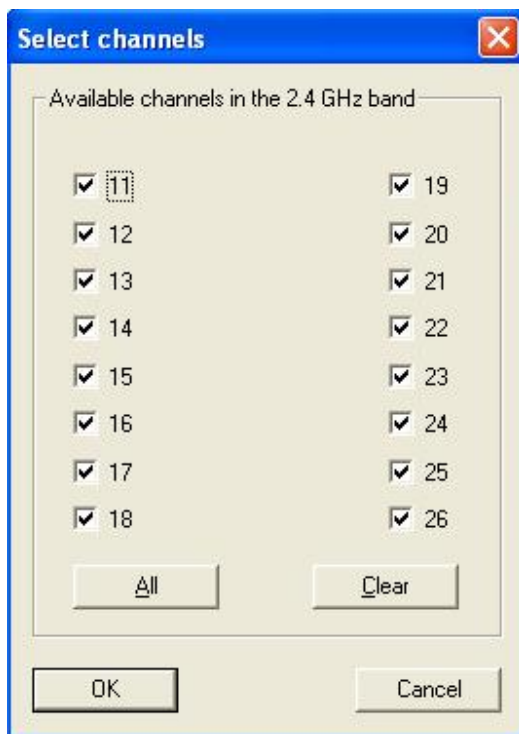 Select channels
Available channels in the 2.4 GHz band
11 19
12 20
13 21
14 22
15 23
16 24
17 25
18 26
All Clear
OK Cancel